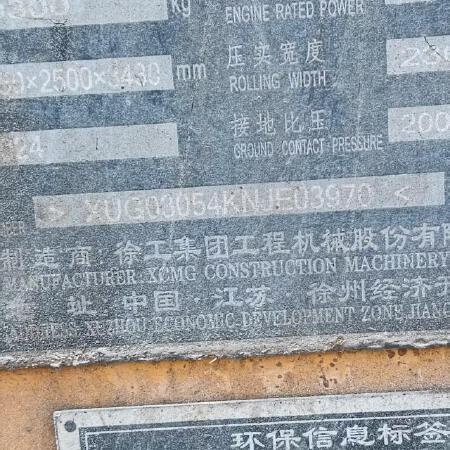 kg
ENGINE RATED POWER
×2500× mm
压实宽度
ROLLING WIDTH
24
接地比压
GROUND CONTACT PRESSURE
200
> XUG03054KNJE03970 <
制造商 徐工集团工程机械股份有
MANUFACTURER XCMG CONSTRUCTION MACHINERY
址 中国·江苏 徐州经济
XUZHOU ECONOMIC DEVELOPMENT ZONE JIANG
环保信息标签